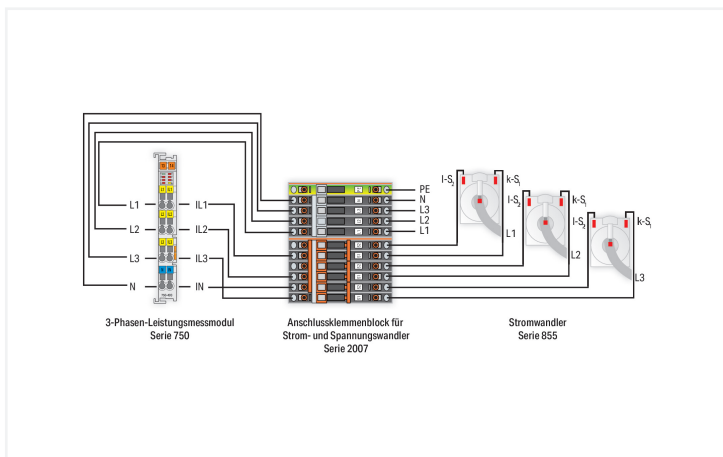 l-S2
k-S1
PE
N
L3
L2
L1
l-S2
k-S1
l-S2
k-S1
L1
L2
L3
L1
IL1
L2
IL2
L3
IL3
N
IN
3-Phasen-Leistungsmessmodul
Serie 750
Anschlussklemmenblock für
Strom- und Spannungswandler
Serie 2007
Stromwandler
Serie 855